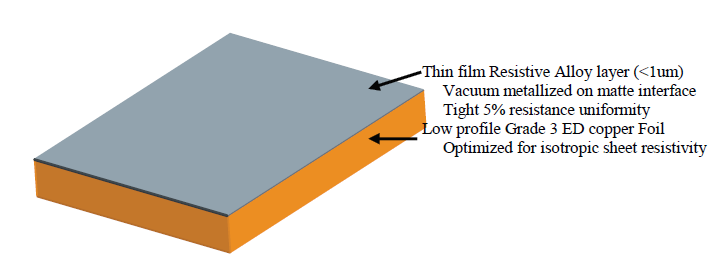 Thin film Resistive Alloy layer (<1um)
Vacuum metallized on matte interface
Tight 5% resistance uniformity
Low profile Grade 3 ED copper Foil
Optimized for isotropic sheet resistivity